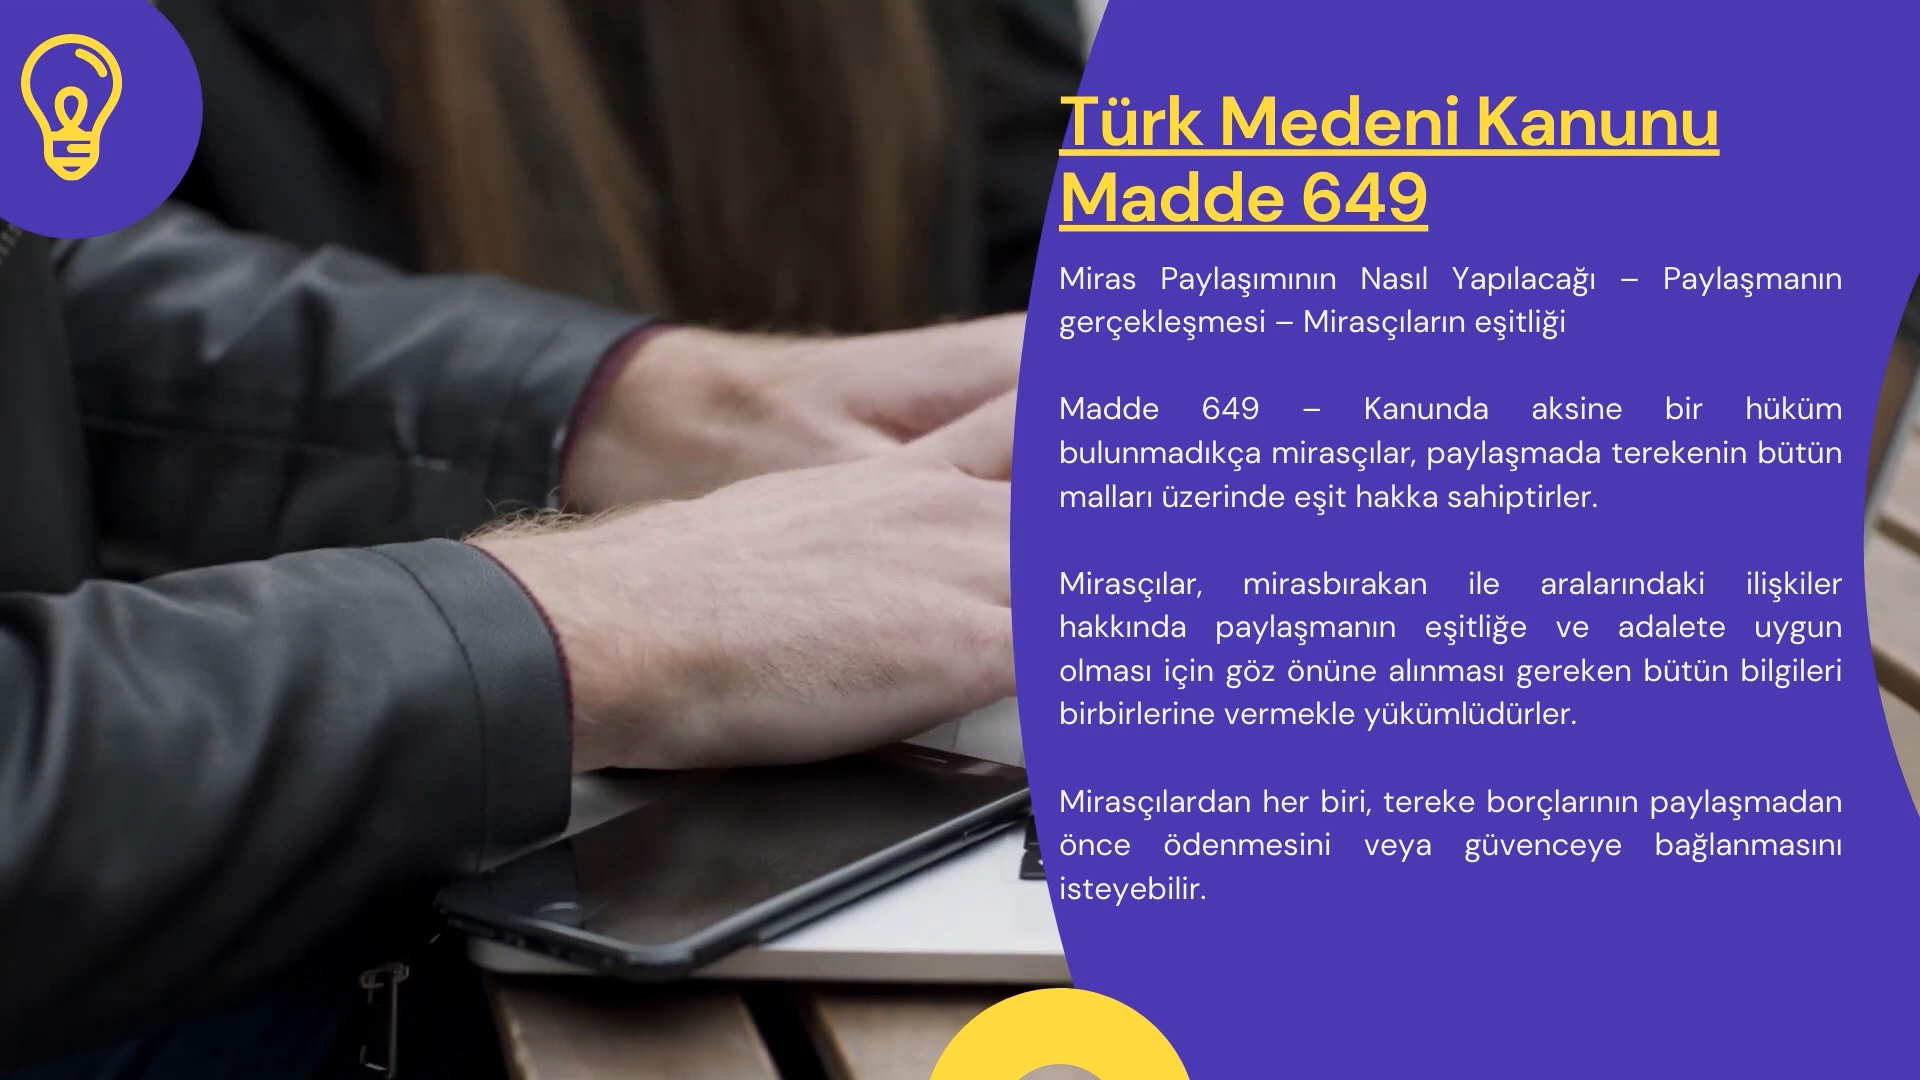 Türk Medeni Kanunu
Madde 649
Miras Paylaşımının Nasıl Yapılacağı – Paylaşmanın
gerçekleşmesi – Mirasçıların eşitliği
Madde 649 – Kanunda aksine bir hüküm
bulunmadıkça mirasçılar, paylaşmada terekenin bütün
malları üzerinde eşit hakka sahiptirler.
Mirasçılar, mirasbırakan ile aralarındaki ilişkiler
hakkında paylaşmanın eşitliğe ve adalete uygun
olması için göz önüne alınması gereken bütün bilgileri
birbirlerine vermekle yükümlüdürler.
Mirasçılardan her biri, tereke borçlarının paylaşmadan
önce ödenmesini veya güvenceye bağlanmasını
isteyebilir.